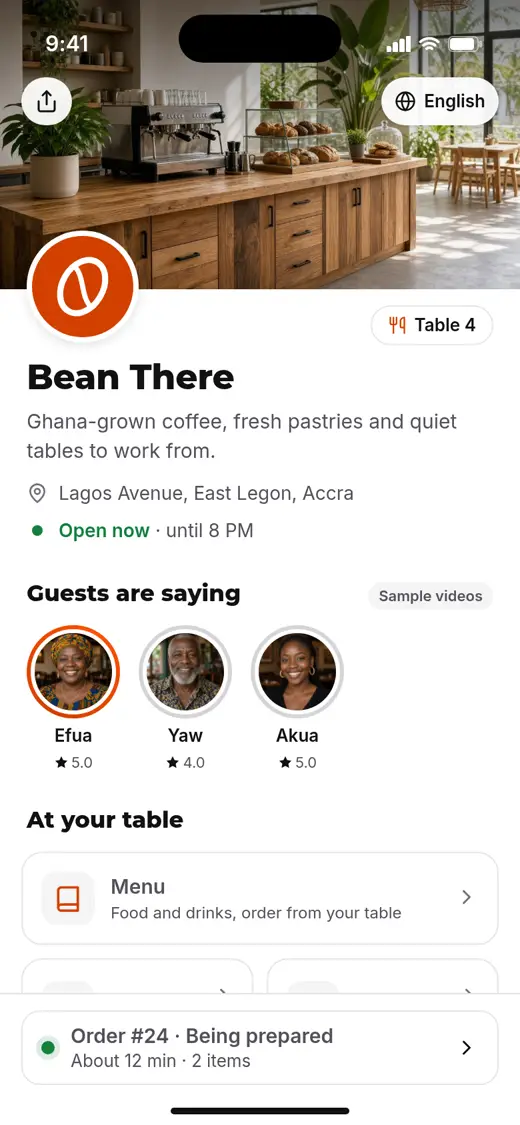 9:41
English
Table 4
Bean There
Ghana-grown coffee, fresh pastries and quiet
tables to work from.
Lagos Avenue, East Legon, Accra
Open now · until 8 PM
Guests are saying
Sample videos
Efua
Yaw
Akua
★ 5.0
★ 4.0
★ 5.0
At your table
Menu
Food and drinks, order from your table
Order #24 · Being prepared
About 12 min · 2 items